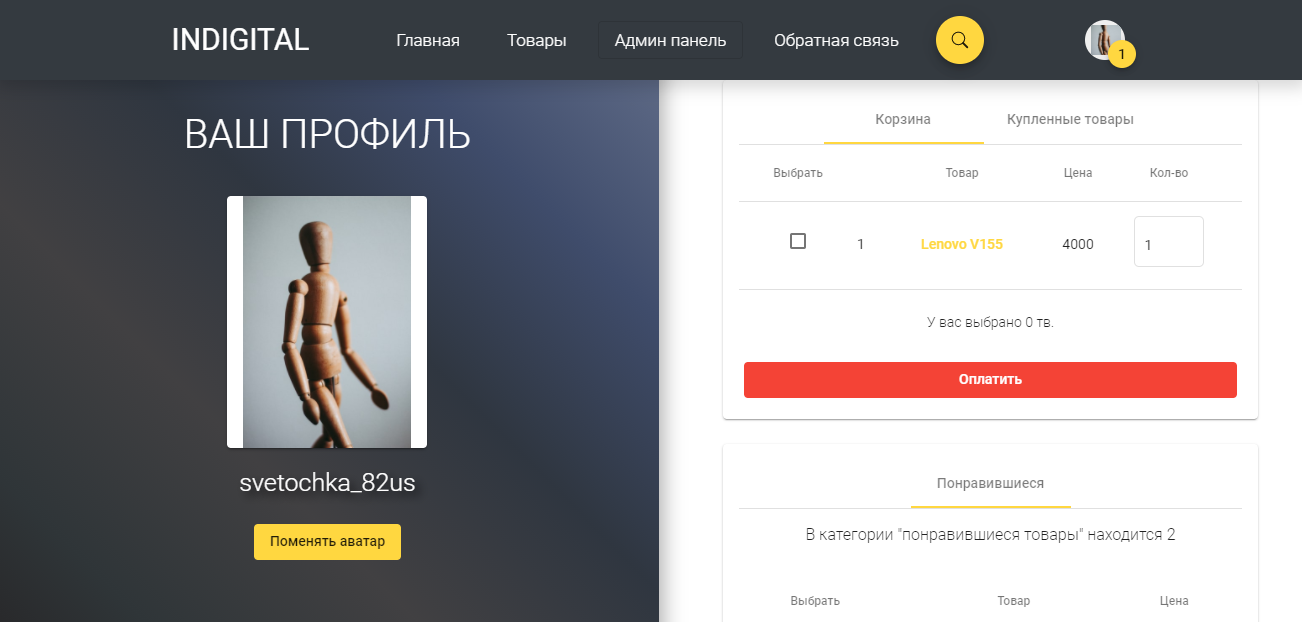 INDIGITAL
Главная Товары Админ панель Обратная связь
1
ВАШ ПРОФИЛЬ
svetochka_82us
Поменять аватар
Корзина Купленные товары
Выбрать Товар Цена Кол-во
1 Lenovo V155 4000 1
У вас выбрано 0 тв.
Оплатить
Понравившиеся
В категории "понравившиеся товары" находится 2
Выбрать Товар Цена